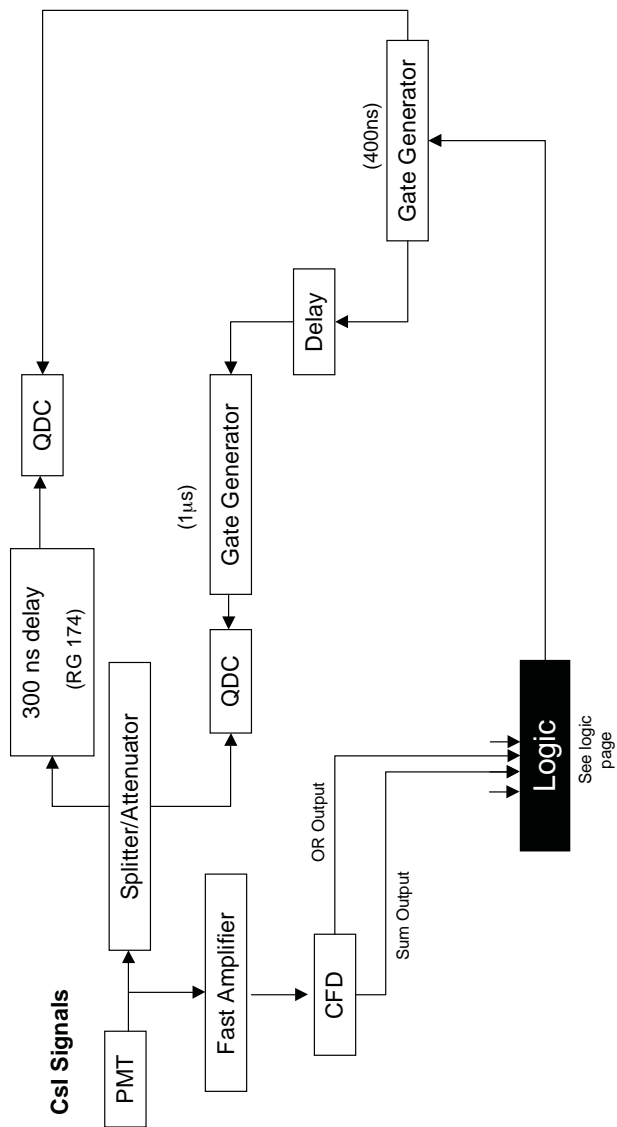 CsI Signals
PMT
Splitter/Attenuator
300 ns delay
(RG 174)
QDC
Fast Amplifier
CFD
QDC
Gate Generator
(1μs)
Delay
Gate Generator
(400ns)
OR Output
Sum Output
Logic
See logic
page